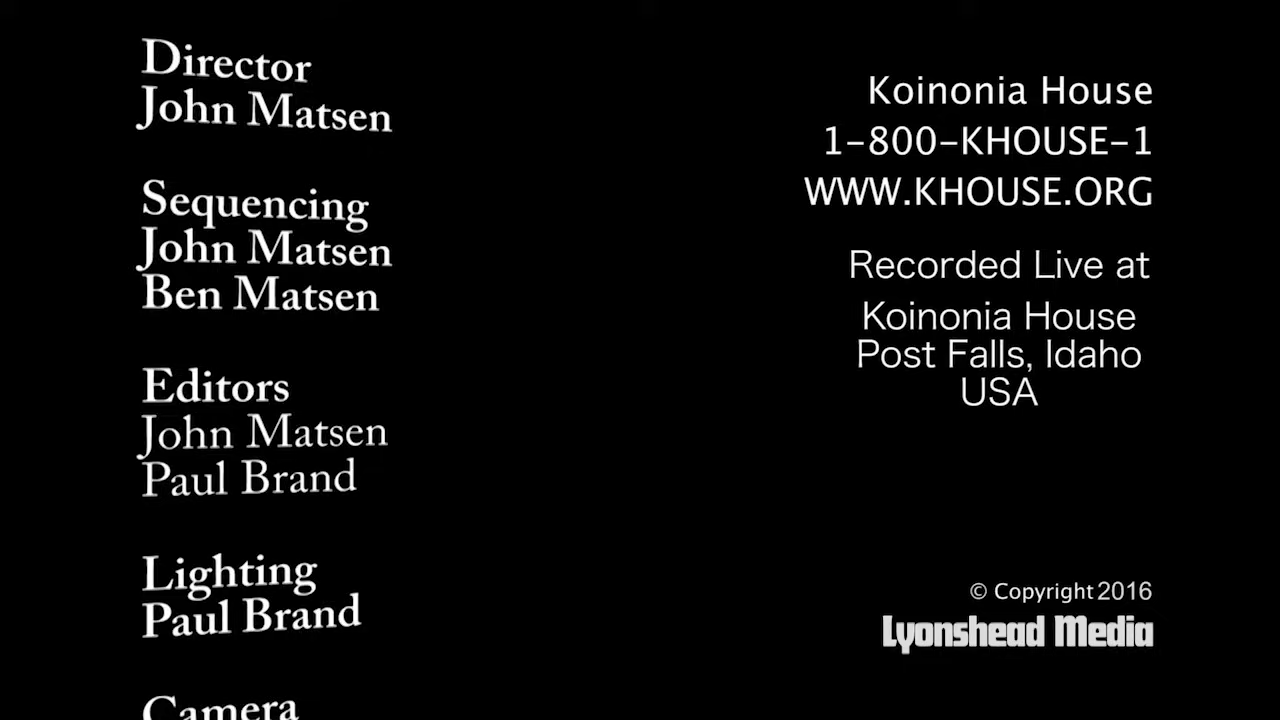 Director
John Matsen
Sequencing
John Matsen
Ben Matsen
Editors
John Matsen
Paul Brand
Lighting
Paul Brand
Camera
Koinonia House
1-800-KHOUSE-1
WWW.KHOUSE.ORG
Recorded Live at
Koinonia House
Post Falls, Idaho
USA
© Copyright 2016
Lyonshead Media